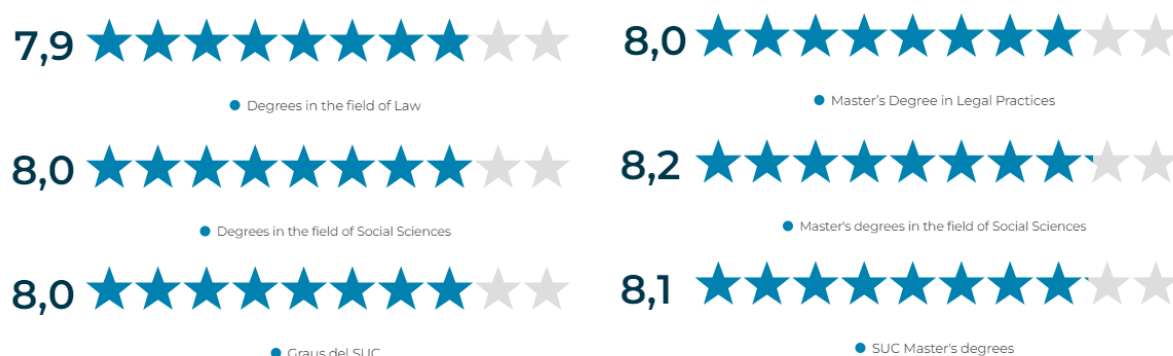 7,9
Degrees in the field of Law
8,0
Master's Degree in Legal Practices
8,0
Degrees in the field of Social Sciences
8,2
Master's degrees in the field of Social Sciences
8,0
Graus del SUC
8,1
SUC Master's degrees